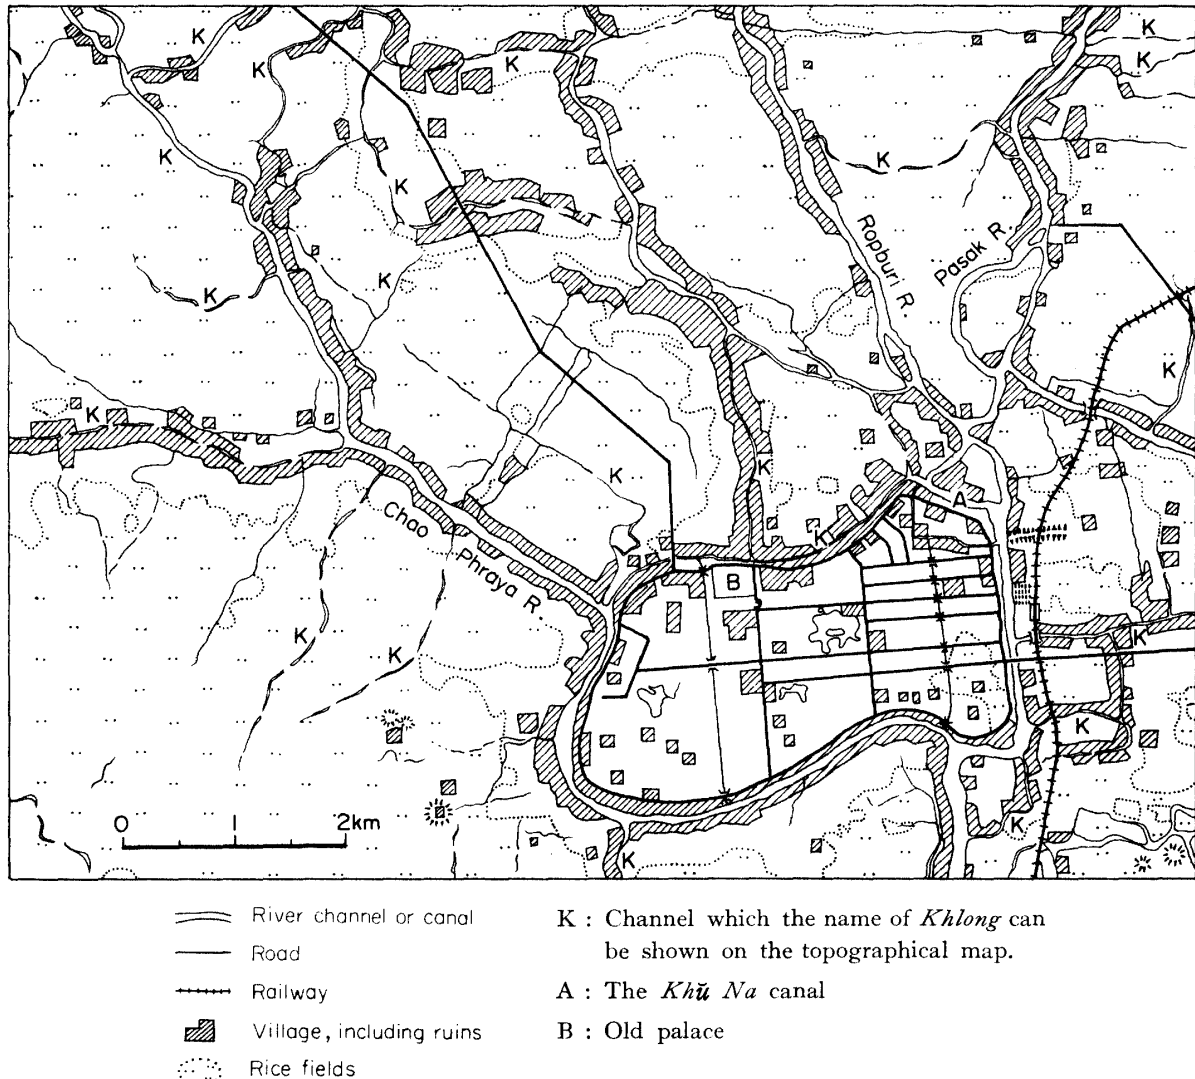 K
K
K
K
K
K
K
K
K
K
Ropburi R.
Pasak R.
K
K
K
K
K
K
A
K
Chao Phraya R.
B
K
K
K
K
0 1 2km
K
K
River channel or canal
Road
Railway
Village, including ruins
Rice fields
K : Channel which the name of Khlong can
be shown on the topographical map.
A : The Khŭ Na canal
B : Old palace